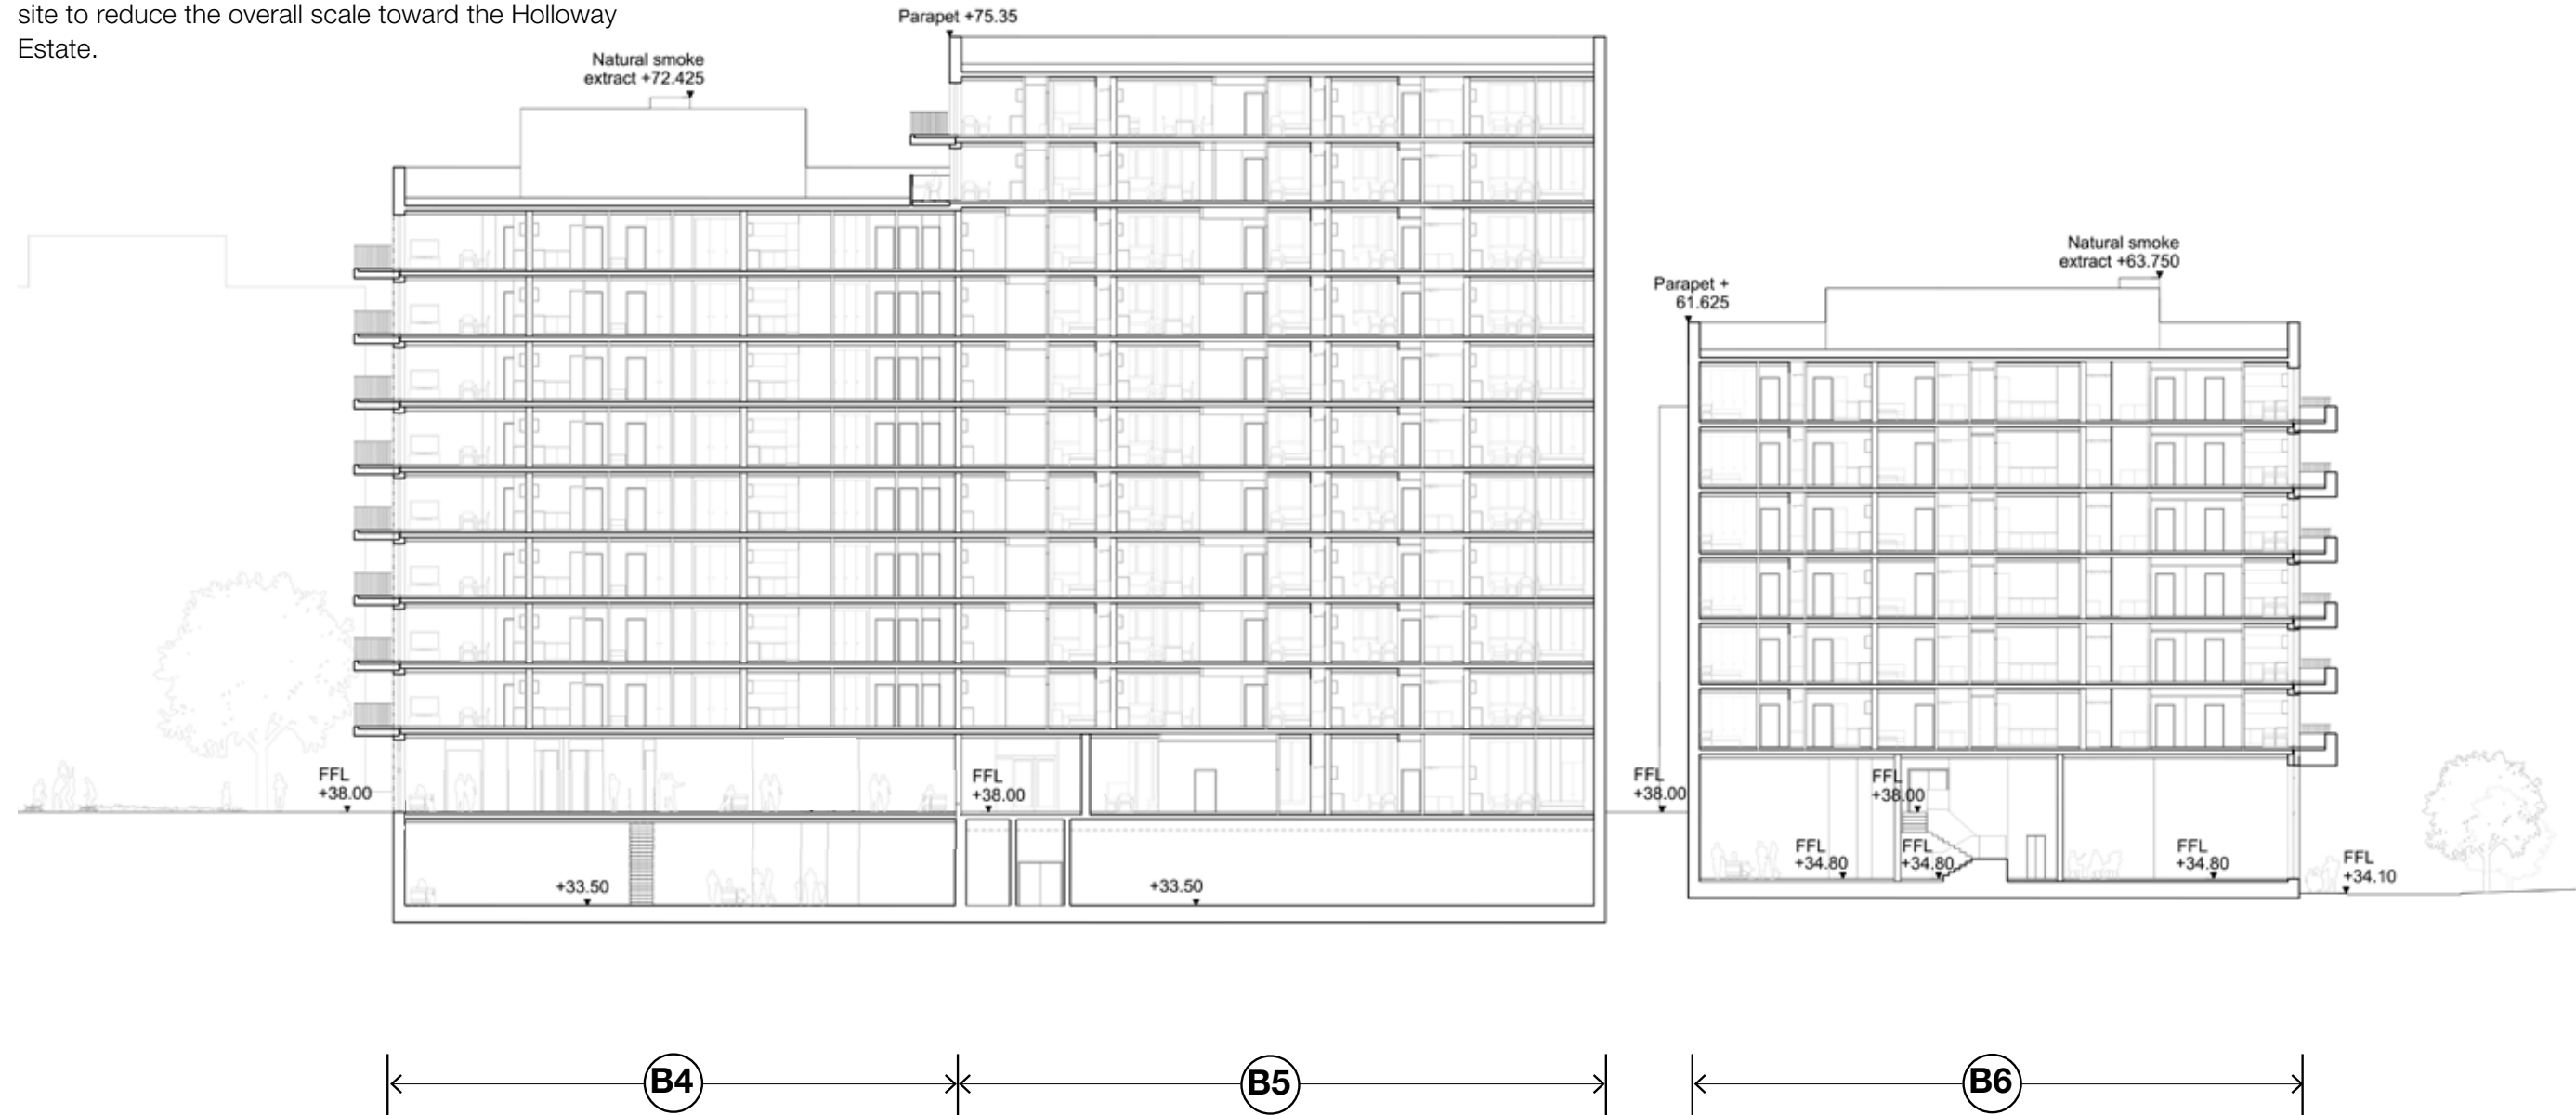 site to reduce the overall scale toward the Holloway
Estate.
Parapet +75.35
Natural smoke
extract +72.425
Natural smoke
extract +63.750
Parapet +
61.625
FFL
+38.00
FFL
+38.00
FFL
+38.00
FFL
+38.00
FFL
+34.80
FFL
+34.80
FFL
+34.80
FFL
+34.10
+33.50
+33.50
B4
B5
B6